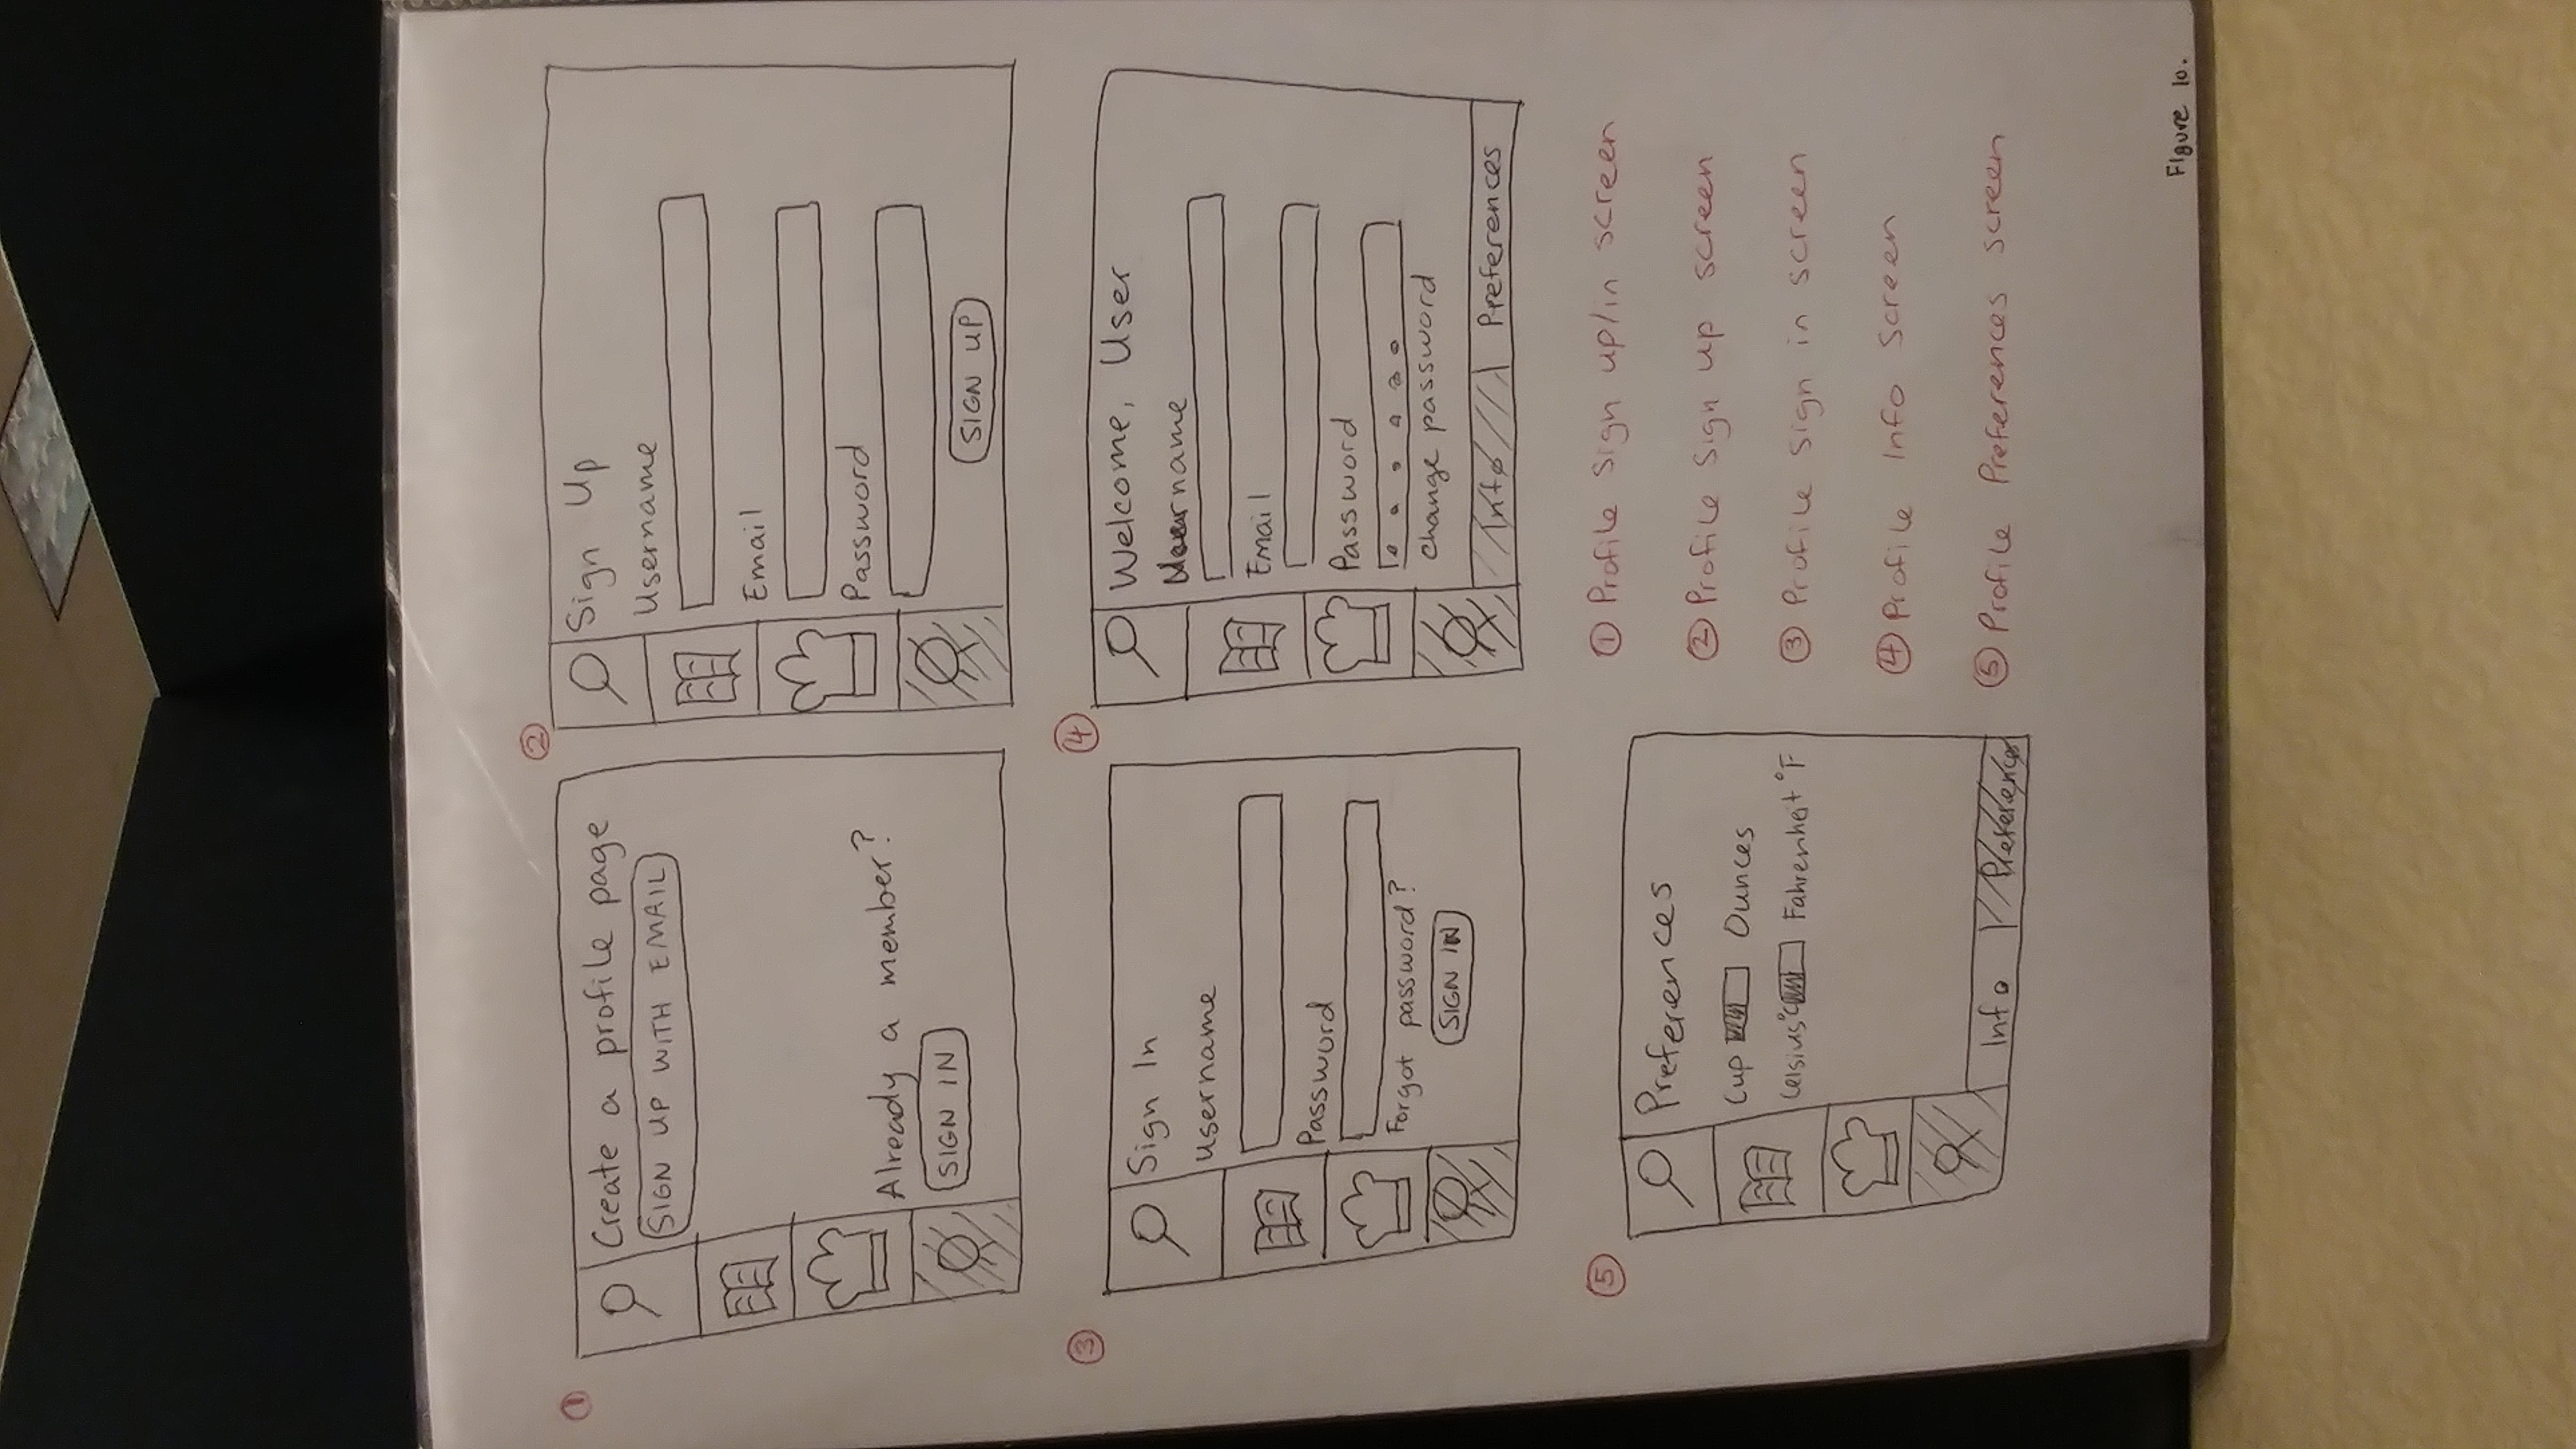 ①
Create a profile page
SIGN UP WITH EMAIL
Already a member?
SIGN IN
②
Sign Up
Username
Email
Password
SIGN UP
③
Sign In
Username
Password
Forgot password?
SIGN IN
④
Welcome, User
Username
Email
Password
change password
Info Preferences
⑤
Preferences
Cup Ounces
Celsius °C Fahrenheit °F
Info Preferences
① Profile Sign up/in screen
② Profile Sign up screen
③ Profile Sign in screen
④ Profile Info Screen
⑤ Profile Preferences screen
Figure 10.